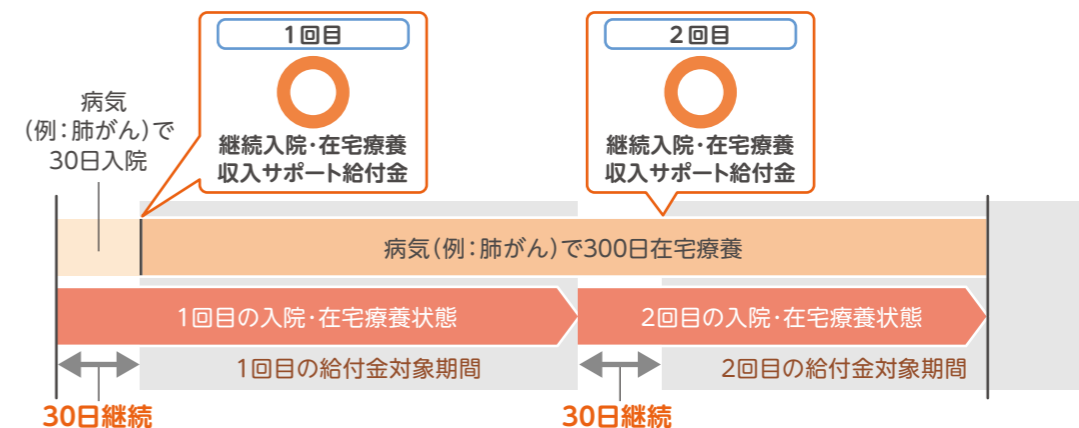 1回目
継続入院・在宅療養
収入サポート給付金
2回目
継続入院・在宅療養
収入サポート給付金
病気
(例：肺がん)で
30日入院
病気(例：肺がん)で300日在宅療養
1回目の入院・在宅療養状態
2回目の入院・在宅療養状態
1回目の給付金対象期間
2回目の給付金対象期間
30日継続
30日継続